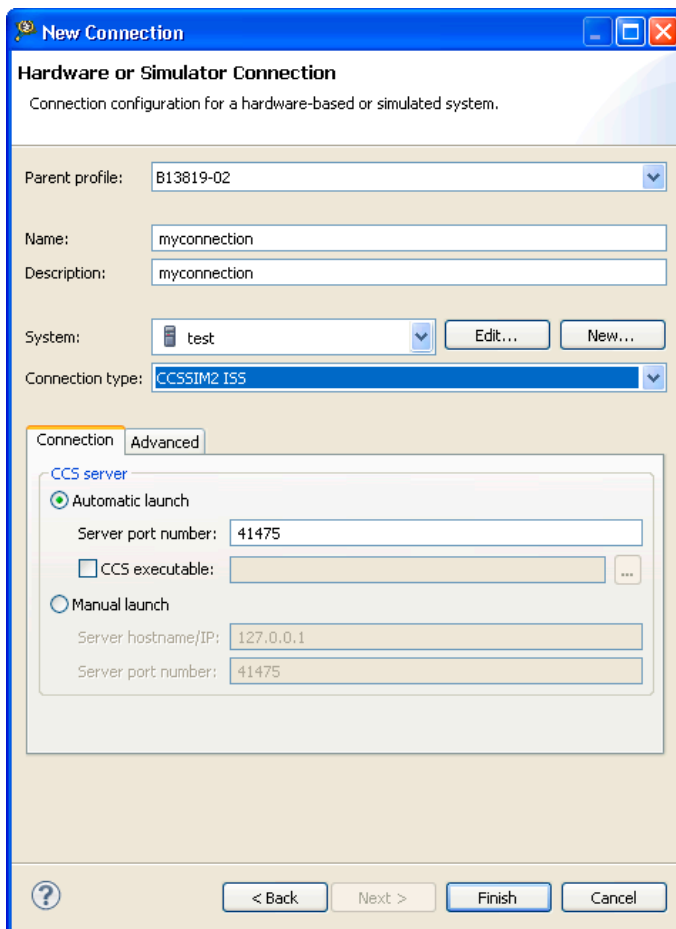 New Connection
Hardware or Simulator Connection
Connection configuration for a hardware-based or simulated system.
Parent profile: B13819-02
Name: myconnection
Description: myconnection
System: test Edit... New...
Connection type: CCSSIM2 ISS
Connection Advanced
CCS server
Automatic launch
Server port number: 41475
CCS executable: ...
Manual launch
Server hostname/IP: 127.0.0.1
Server port number: 41475
? < Back Next > Finish Cancel